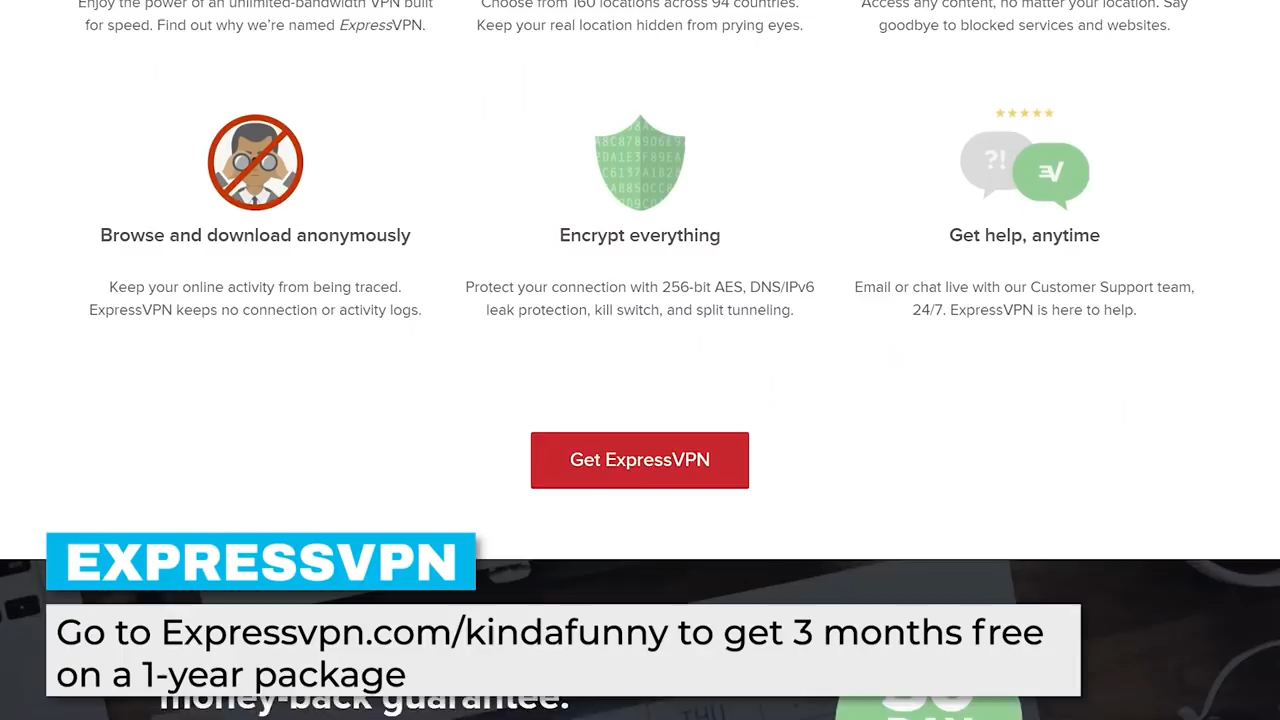 Enjoy the power of an unlimited-bandwidth VPN built
for speed. Find out why we're named ExpressVPN.
Choose from 160 locations across 94 countries.
Keep your real location hidden from prying eyes.
Access any content, no matter your location. Say
goodbye to blocked services and websites.
Browse and download anonymously
Keep your online activity from being traced.
ExpressVPN keeps no connection or activity logs.
Encrypt everything
Protect your connection with 256-bit AES, DNS/IPv6
leak protection, kill switch, and split tunneling.
?!
Get help, anytime
Email or chat live with our Customer Support team,
24/7. ExpressVPN is here to help.
Get ExpressVPN
EXPRESSVPN
Go to Expressvpn.com/kindafunny to get 3 months free
on a 1-year package
money-back guarantee.
DAY